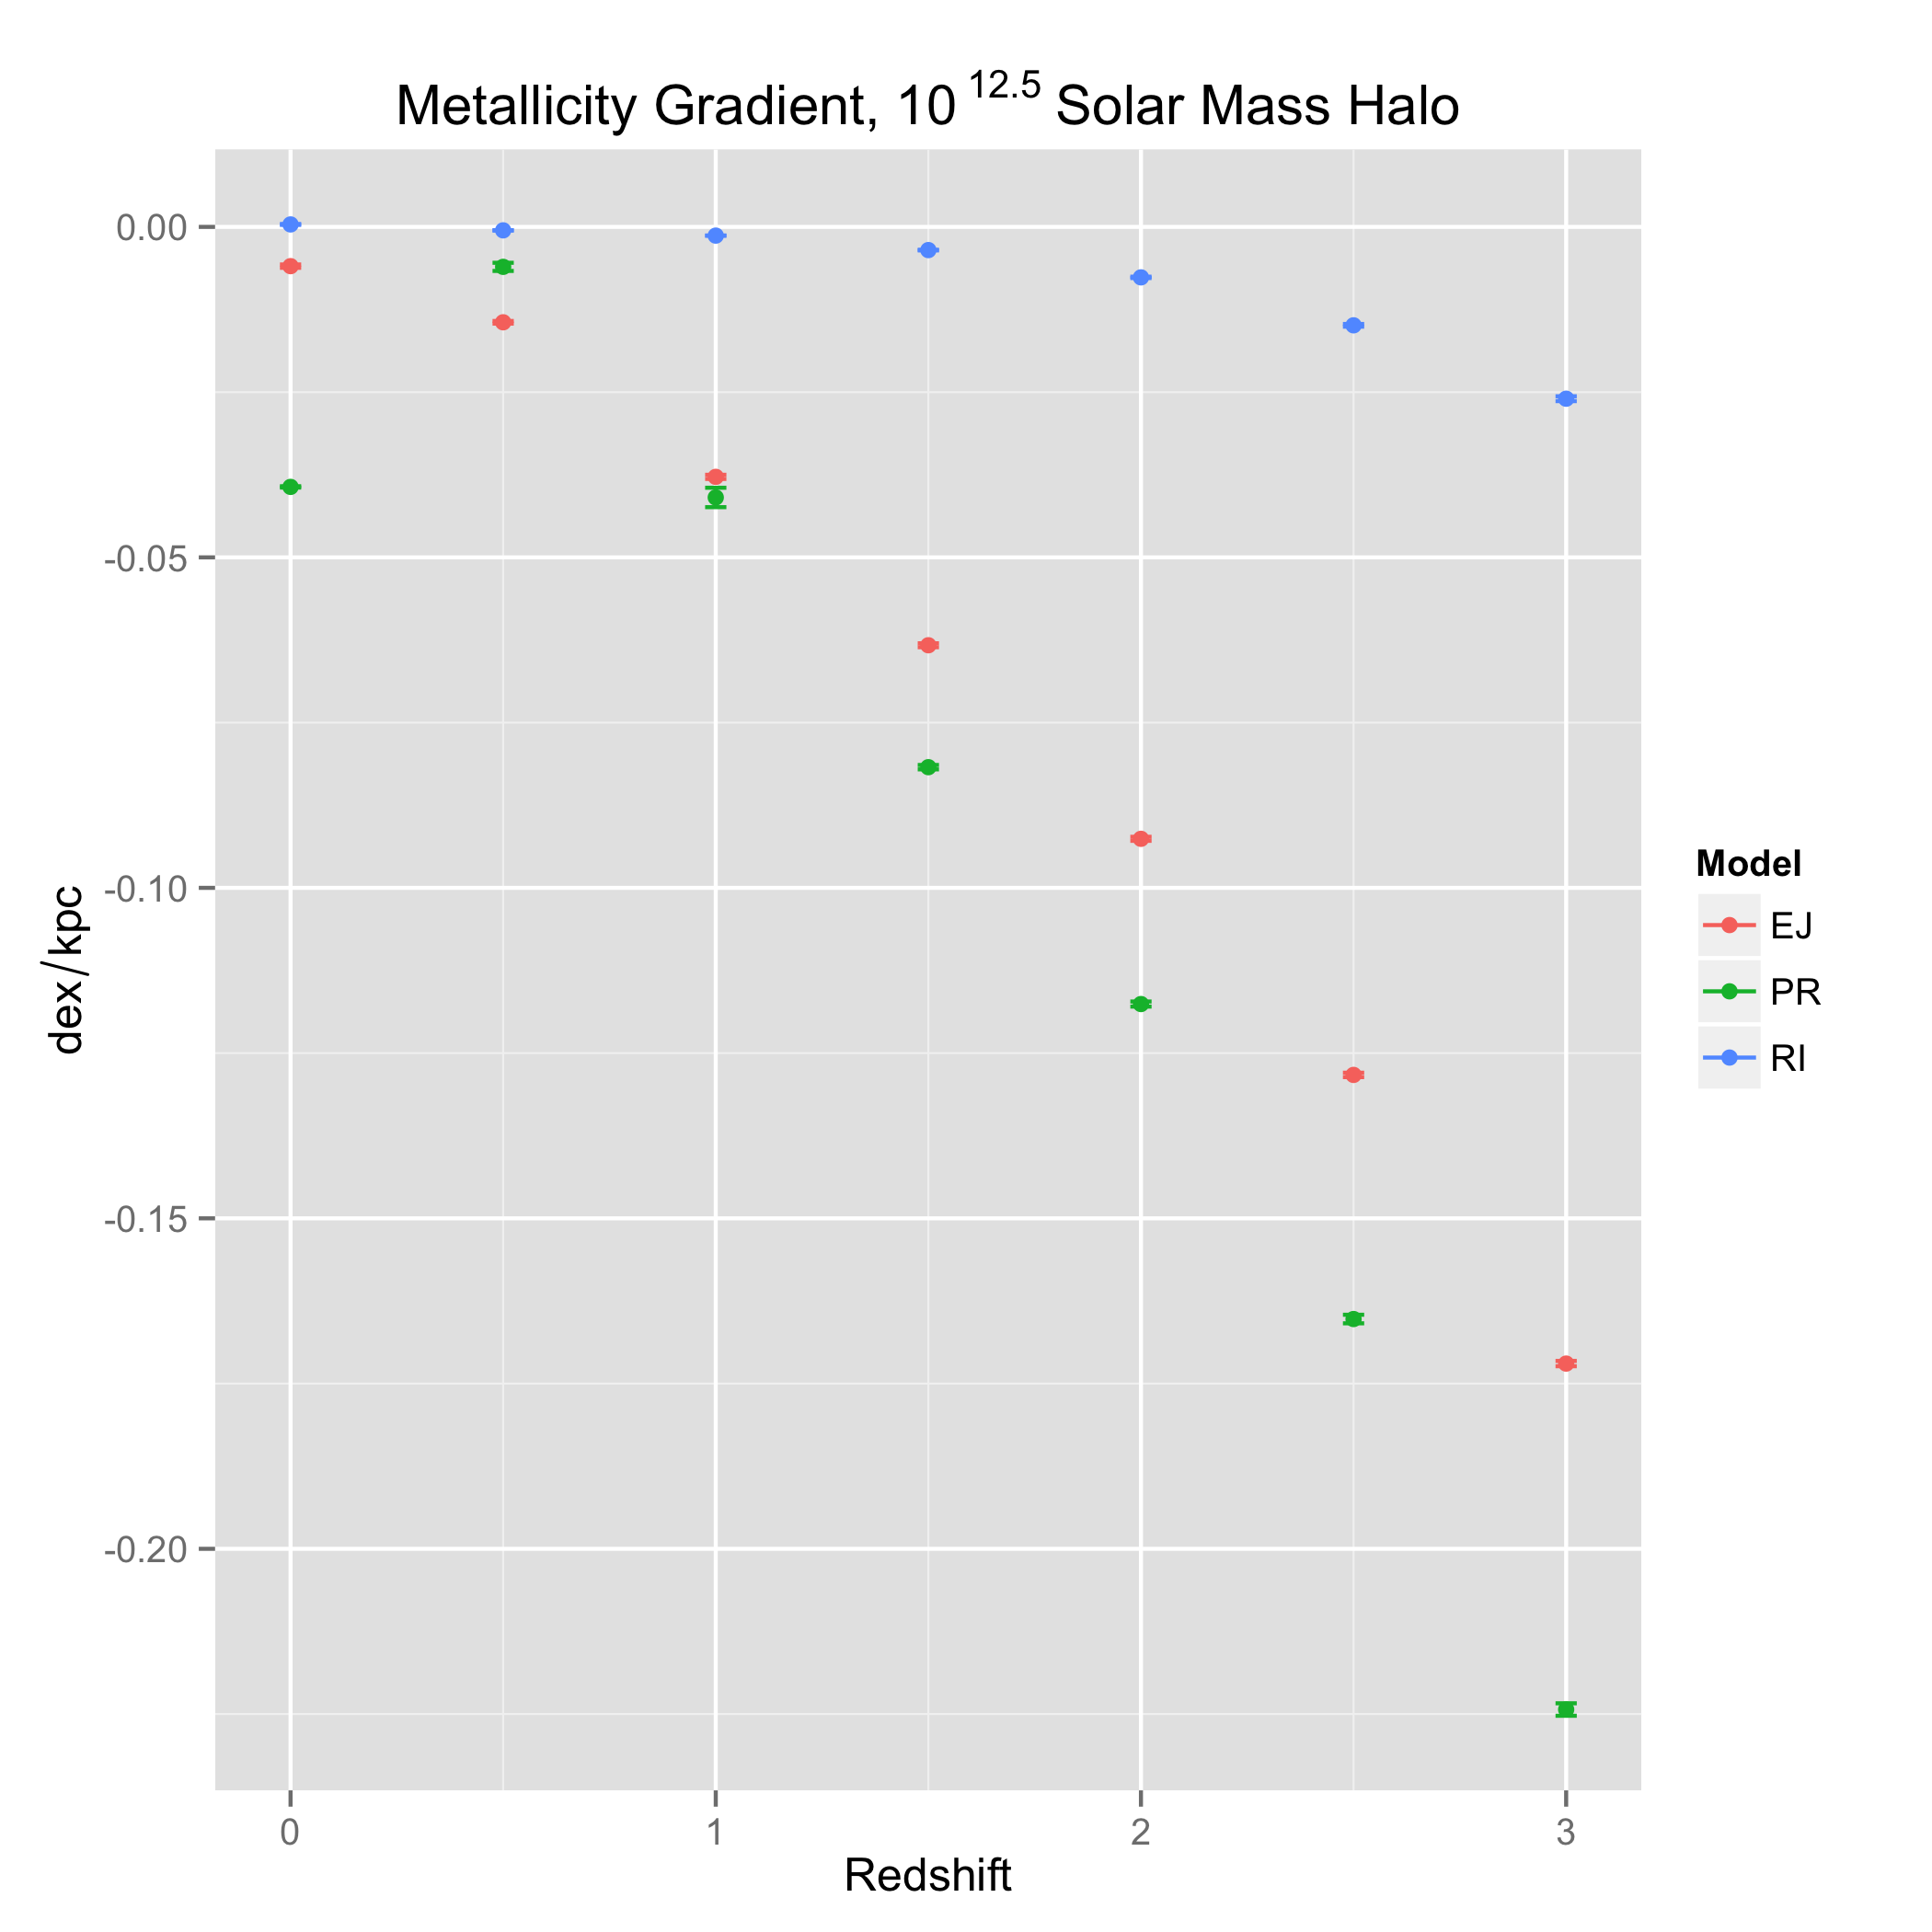 Metallicity Gradient, 10^12.5 Solar Mass Halo
0.00
-0.05
-0.10
-0.15
-0.20
dex/kpc
0 1 2 3
Redshift
Model
EJ
PR
RI